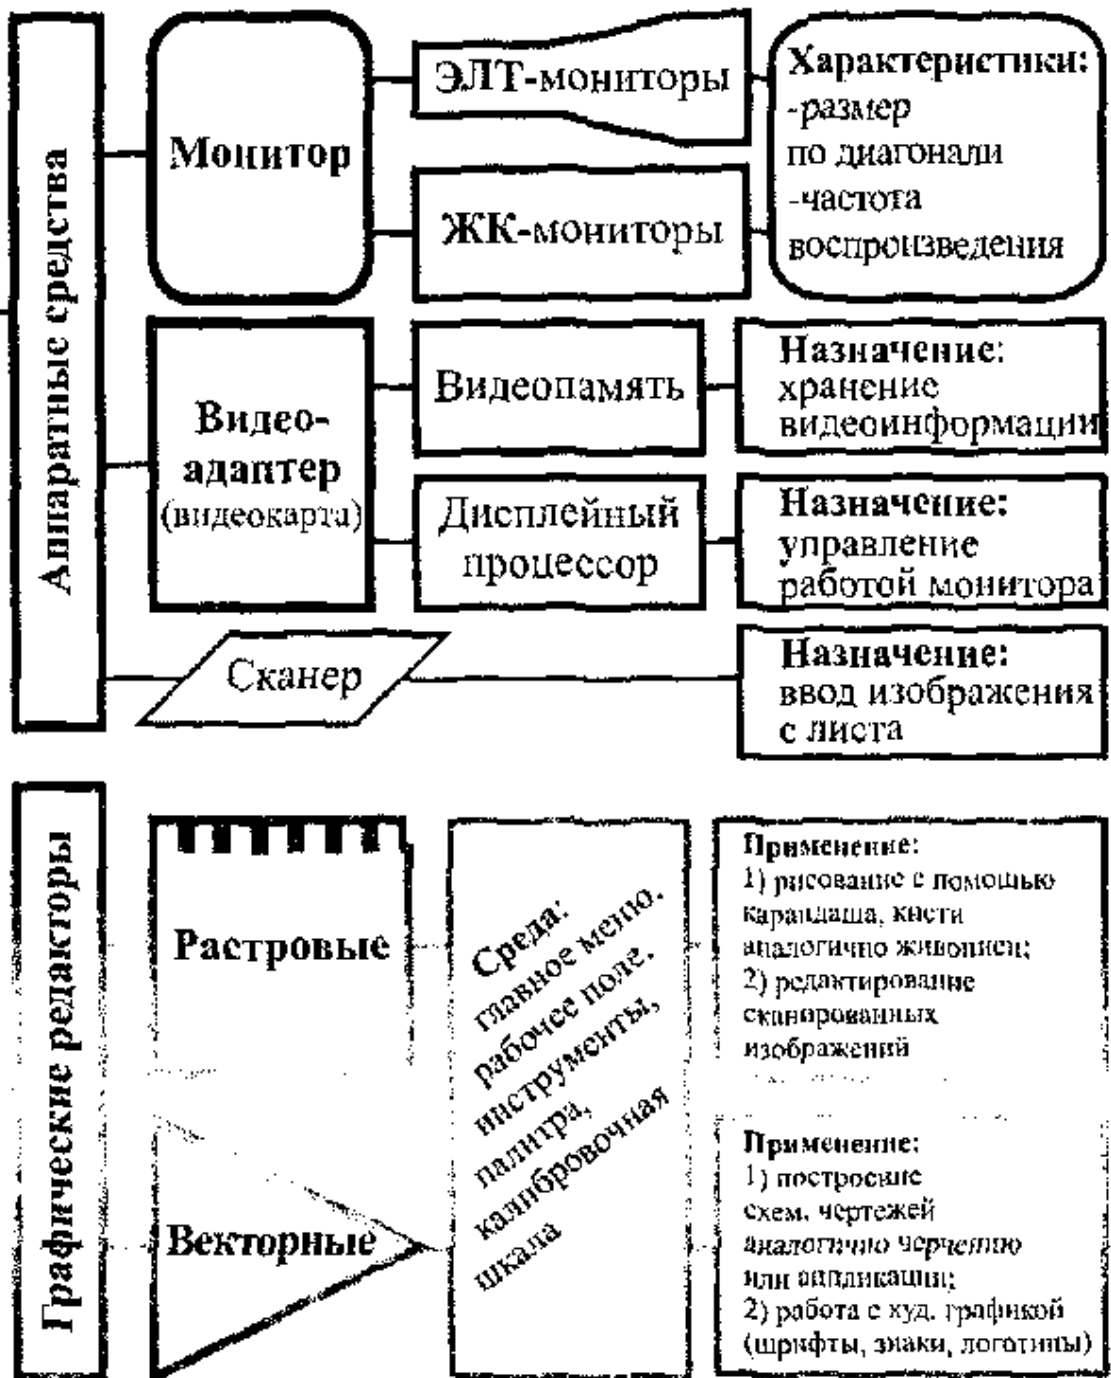 Аппаратные средства
Монитор
ЭЛТ-мониторы
ЖК-мониторы
Характеристики:
-размер
по диагонали
-частота
воспроизведения
Видео-
адаптер
(видеокарта)
Видеопамять
Назначение:
хранение
видеоинформации
Дисплейный
процессор
Назначение:
управление
работой монитора
Сканер
Назначение:
ввод изображения
с листа
Графические редакторы
Растровые
Векторные
Среда:
главное меню.
рабочее поле.
инструменты,
палитра,
калибровочная
шкала
Применение:
1) рисование с помощью
карандаша, кисти
аналогично живописи;
2) редактирование
сканированных
изображений
Применение:
1) построение
схем. чертежей
аналогично черчению
или аппликации;
2) работа с худ. графикой
(шрифты, знаки, логотипы)